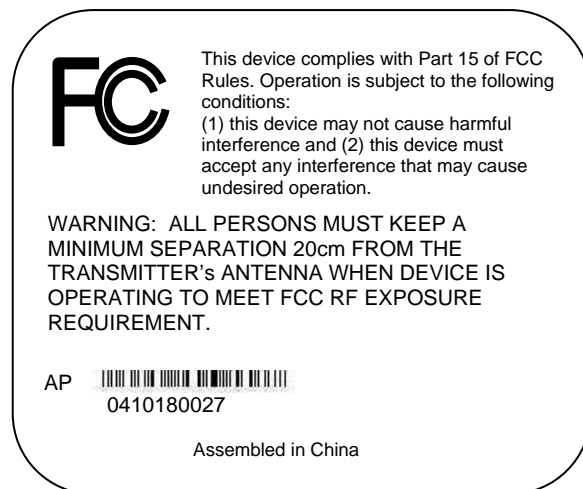 FC
This device complies with Part 15 of FCC
Rules. Operation is subject to the following
conditions:
(1) this device may not cause harmful
interference and (2) this device must
accept any interference that may cause
undesired operation.
WARNING:  ALL PERSONS MUST KEEP A
MINIMUM SEPARATION 20cm FROM THE
TRANSMITTER's ANTENNA WHEN DEVICE IS
OPERATING TO MEET FCC RF EXPOSURE
REQUIREMENT.
AP
0410180027
Assembled in China